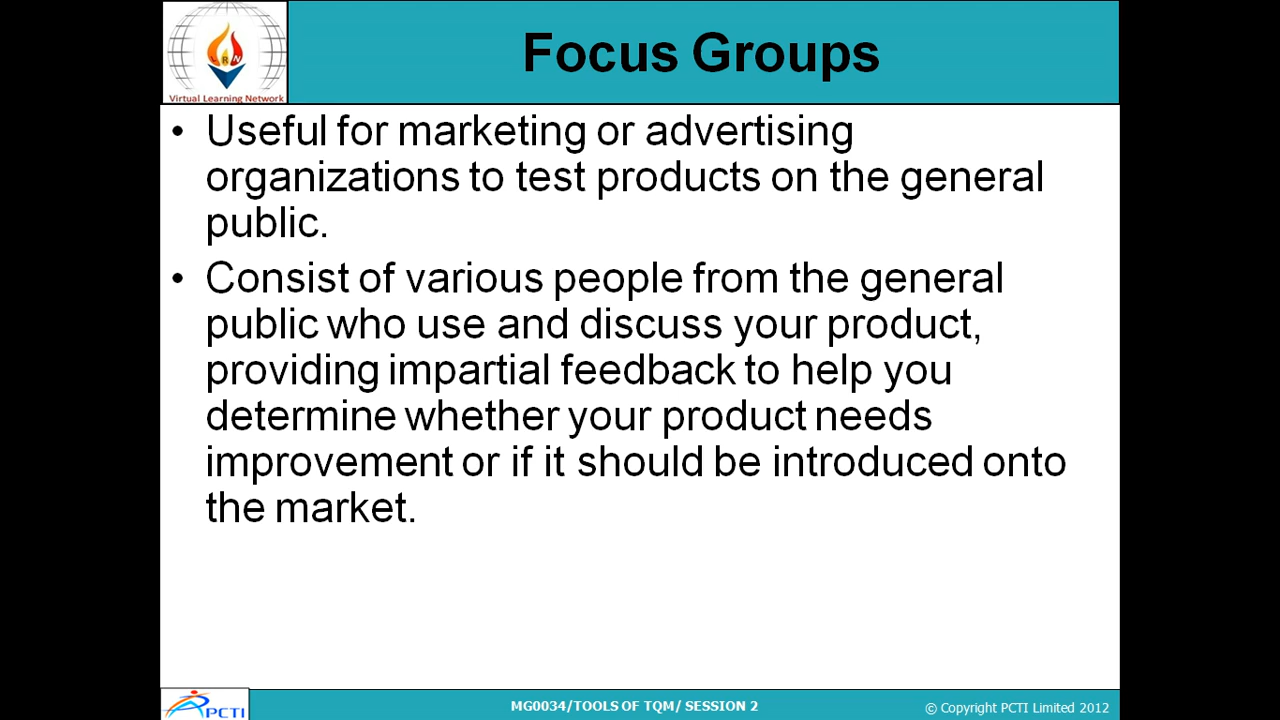 Focus Groups
LRN
Virtual Learning Network
• Useful for marketing or advertising
organizations to test products on the general
public.
• Consist of various people from the general
public who use and discuss your product,
providing impartial feedback to help you
determine whether your product needs
improvement or if it should be introduced onto
the market.
PCTI
MG0034/TOOLS OF TQM/ SESSION 2
© Copyright PCTI Limited 2012